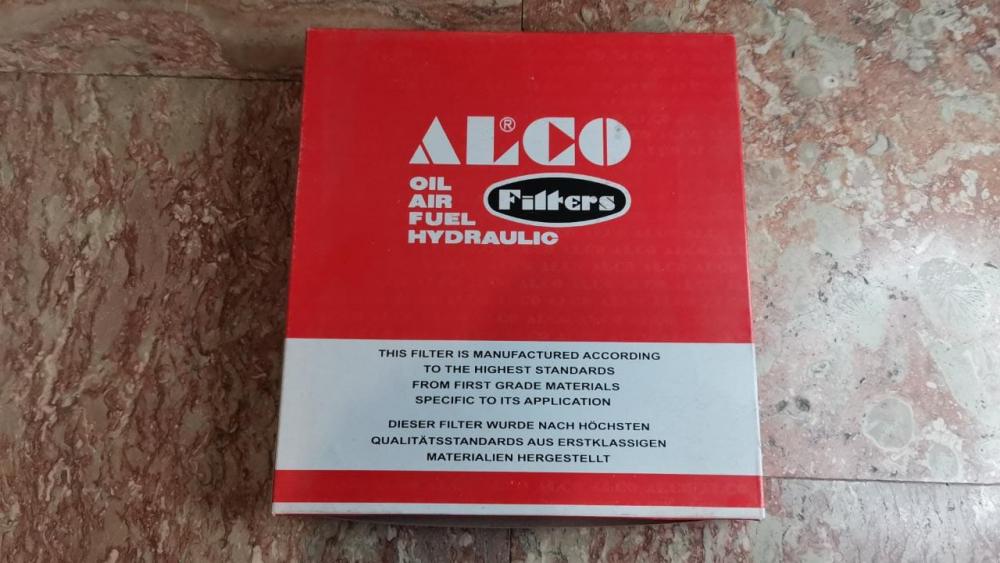 ALCO®
OIL
AIR
FUEL
HYDRAULIC
Filters
THIS FILTER IS MANUFACTURED ACCORDING
TO THE HIGHEST STANDARDS
FROM FIRST GRADE MATERIALS
SPECIFIC TO ITS APPLICATION
DIESER FILTER WURDE NACH HÖCHSTEN
QUALITÄTSSTANDARDS AUS ERSTKLASSIGEN
MATERIALIEN HERGESTELLT